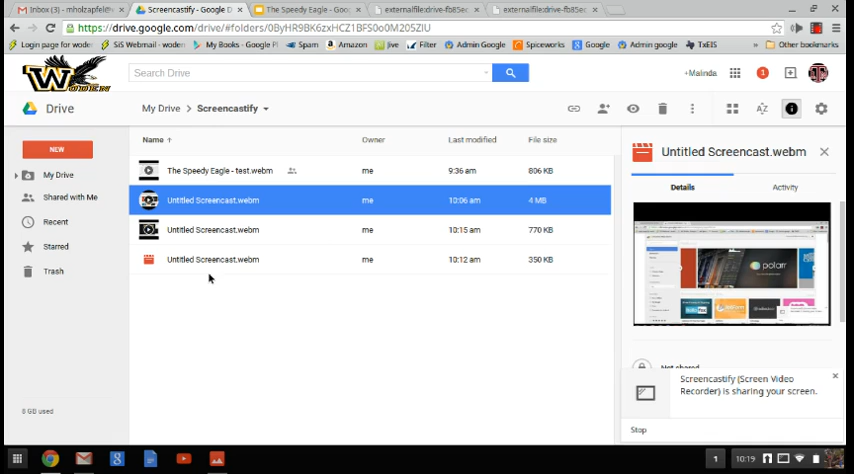 Inbox (3) - mholzapfel@
Screencastify - Google D
The Speedy Eagle - Goog
externalfile:drive-fb85ec
externalfile:drive-fb85ec
https://drive.google.com/drive/#folders/0ByHR9BK6zxHCZ1BFS0o0M205ZlU
Login page for woder
SiS Webmail - woder
My Books - Google Pl
Spam
Amazon
jive
Filter
Admin Google
Spiceworks
Google
Admin google
TxEIS
Other bookmarks
WODEN
Search Drive
+Malinda
1
Drive
My Drive
Screencastify
NEW
My Drive
Shared with Me
Recent
Starred
Trash
0 GB used
Name Owner Last modified File size
The Speedy Eagle - test.webm me 9:36 am 806 KB
Untitled Screencast.webm me 10:06 am 4 MB
Untitled Screencast.webm me 10:15 am 770 KB
Untitled Screencast.webm me 10:12 am 350 KB
Untitled Screencast.webm
Details Activity
polarr
Not shared
Screencastify (Screen Video
Recorder) is sharing your screen.
Stop
1 10:19